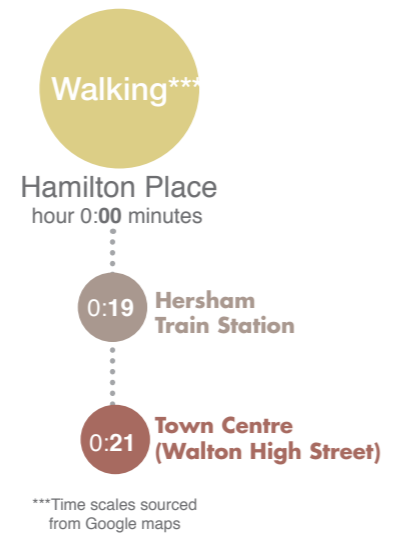 Walking***
Hamilton Place
hour 0:00 minutes
0:19 Hersham
Train Station
0:21 Town Centre
(Walton High Street)
***Time scales sourced
from Google maps